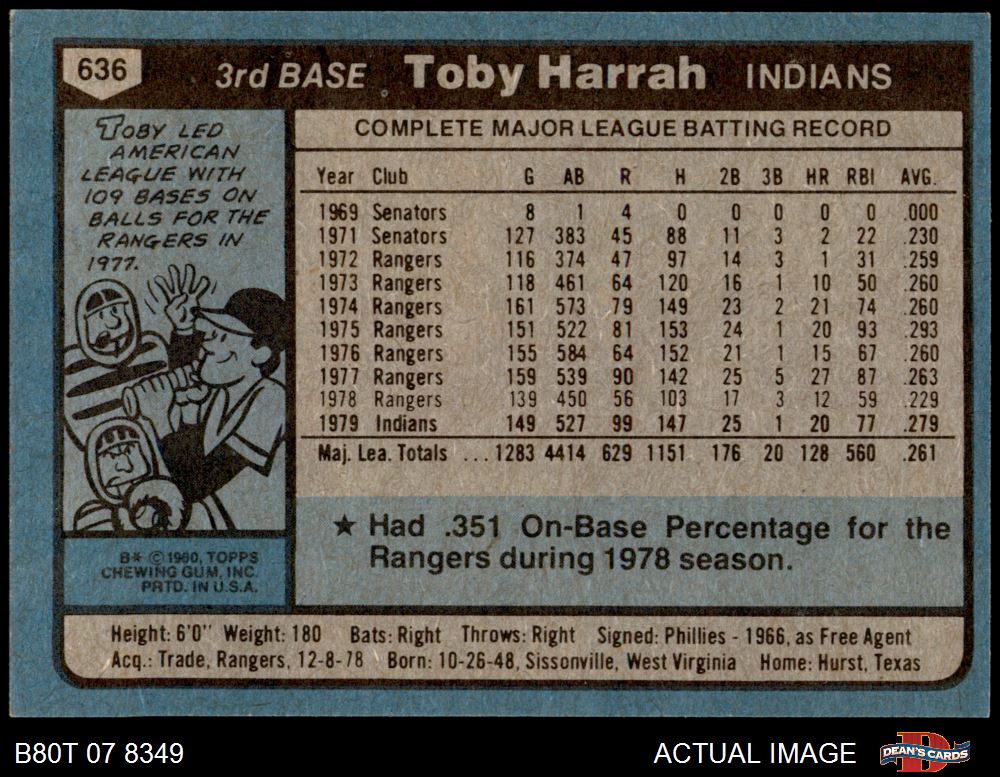 636
3rd BASE Toby Harrah INDIANS
TOBY LED
AMERICAN
LEAGUE WITH
109 BASES ON
BALLS FOR THE
RANGERS IN
1977.
COMPLETE MAJOR LEAGUE BATTING RECORD
Year Club G AB R H 2B 3B HR RBI AVG.
1969 Senators 8 1 4 0 0 0 0 0 .000
1971 Senators 127 383 45 88 11 3 2 22 .230
1972 Rangers 116 374 47 97 14 3 1 31 .259
1973 Rangers 118 461 64 120 16 1 10 50 .260
1974 Rangers 161 573 79 149 23 2 21 74 .260
1975 Rangers 151 522 81 153 24 1 20 93 .293
1976 Rangers 155 584 64 152 21 1 15 67 .260
1977 Rangers 159 539 90 142 25 5 27 87 .263
1978 Rangers 139 450 56 103 17 3 12 59 .229
1979 Indians 149 527 99 147 25 1 20 77 .279
Maj. Lea. Totals ... 1283 4414 629 1151 176 20 128 560 .261
★ Had .351 On-Base Percentage for the
Rangers during 1978 season.
B* © 1980, TOPPS
CHEWING GUM, INC.
PRTD. IN U.S.A.
Height: 6'0" Weight: 180 Bats: Right Throws: Right Signed: Phillies - 1966, as Free Agent
Acq.: Trade, Rangers, 12-8-78 Born: 10-26-48, Sissonville, West Virginia Home: Hurst, Texas
B80T 07 8349
ACTUAL IMAGE
DEAN'S CARDS